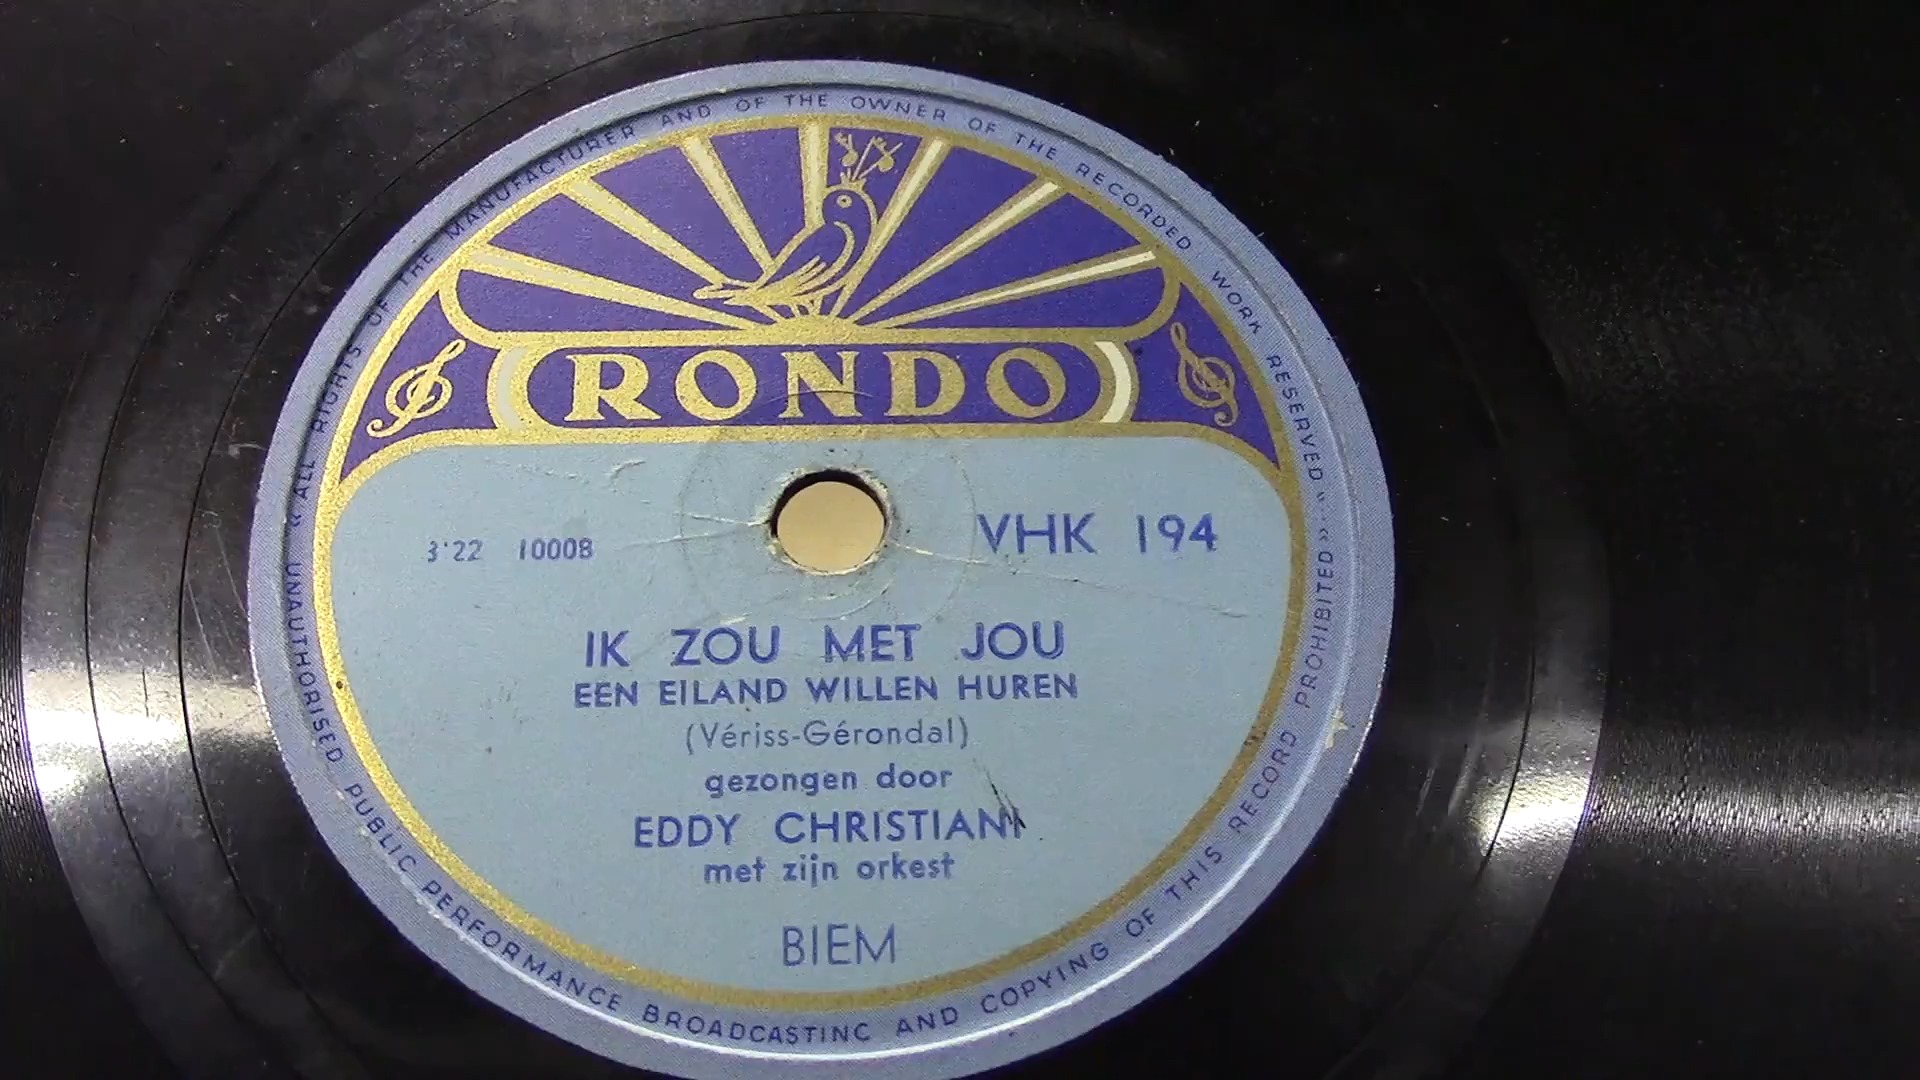 « ALL RIGHTS OF THE MANUFACTURER AND OF THE OWNER OF THE RECORDED WORK RESERVED »
RONDO
3'22 10008
VHK 194
IK ZOU MET JOU
EEN EILAND WILLEN HUREN
(Vériss-Gérondal)
gezongen door
EDDY CHRISTIANI
met zijn orkest
BIEM
UNAUTHORISED PUBLIC PERFORMANCE BROADCASTING AND COPYING OF THIS RECORD PROHIBITED »